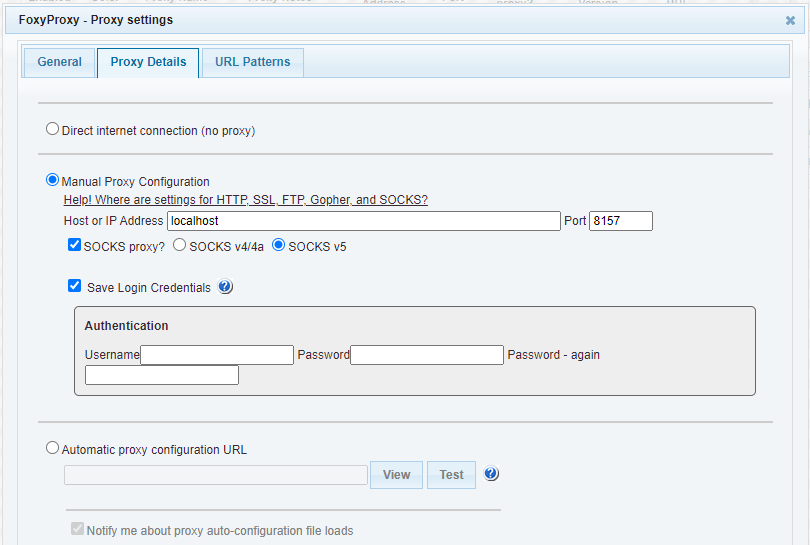 FoxyProxy - Proxy settings
General Proxy Details URL Patterns
Direct internet connection (no proxy)
Manual Proxy Configuration
Help! Where are settings for HTTP, SSL, FTP, Gopher, and SOCKS?
Host or IP Address localhost Port 8157
SOCKS proxy? SOCKS v4/4a SOCKS v5
Save Login Credentials ?
Authentication
Username Password Password - again
Automatic proxy configuration URL
View Test ?
Notify me about proxy auto-configuration file loads